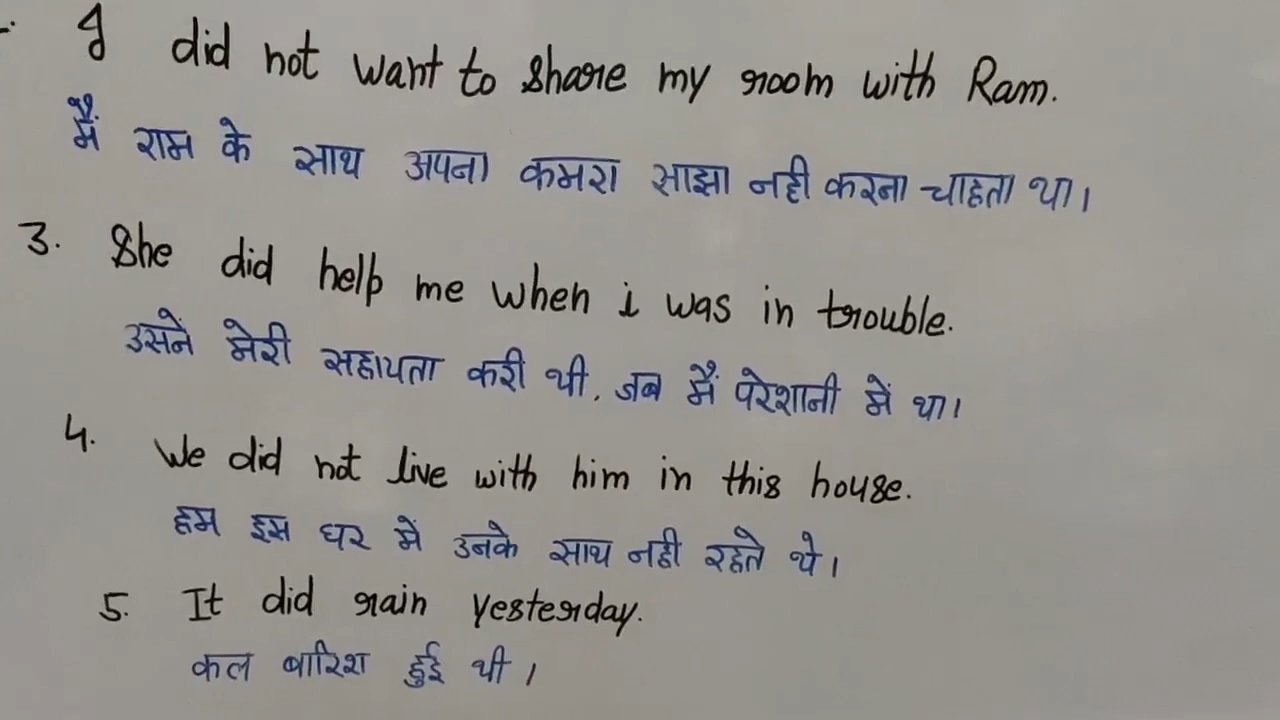 I did not want to share my room with Ram.
मैं राम के साथ अपना कमरा साझा नही करना चाहता था।
3. She did help me when i was in trouble.
उसनें मेरी सहायता करी थी, जब मैं परेशानी में था।
4. We did not live with him in this house.
हम इस घर में उनके साथ नही रहते थे।
5. It did rain yesterday.
कल बारिश हुई थी।